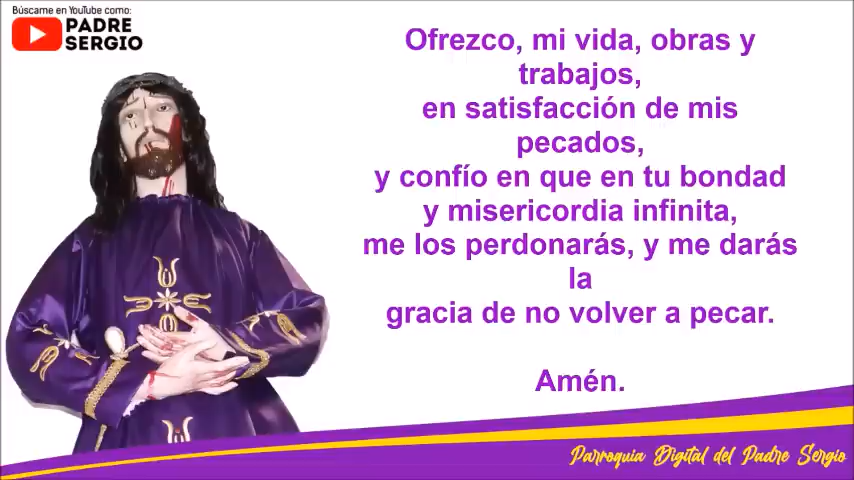 Búscame en YouTube como:
PADRE
SERGIO
Ofrezco, mi vida, obras y
trabajos,
en satisfacción de mis
pecados,
y confío en que en tu bondad
y misericordia infinita,
me los perdonarás, y me darás
la
gracia de no volver a pecar.
Amén.
Parroquia Digital del Padre Sergio